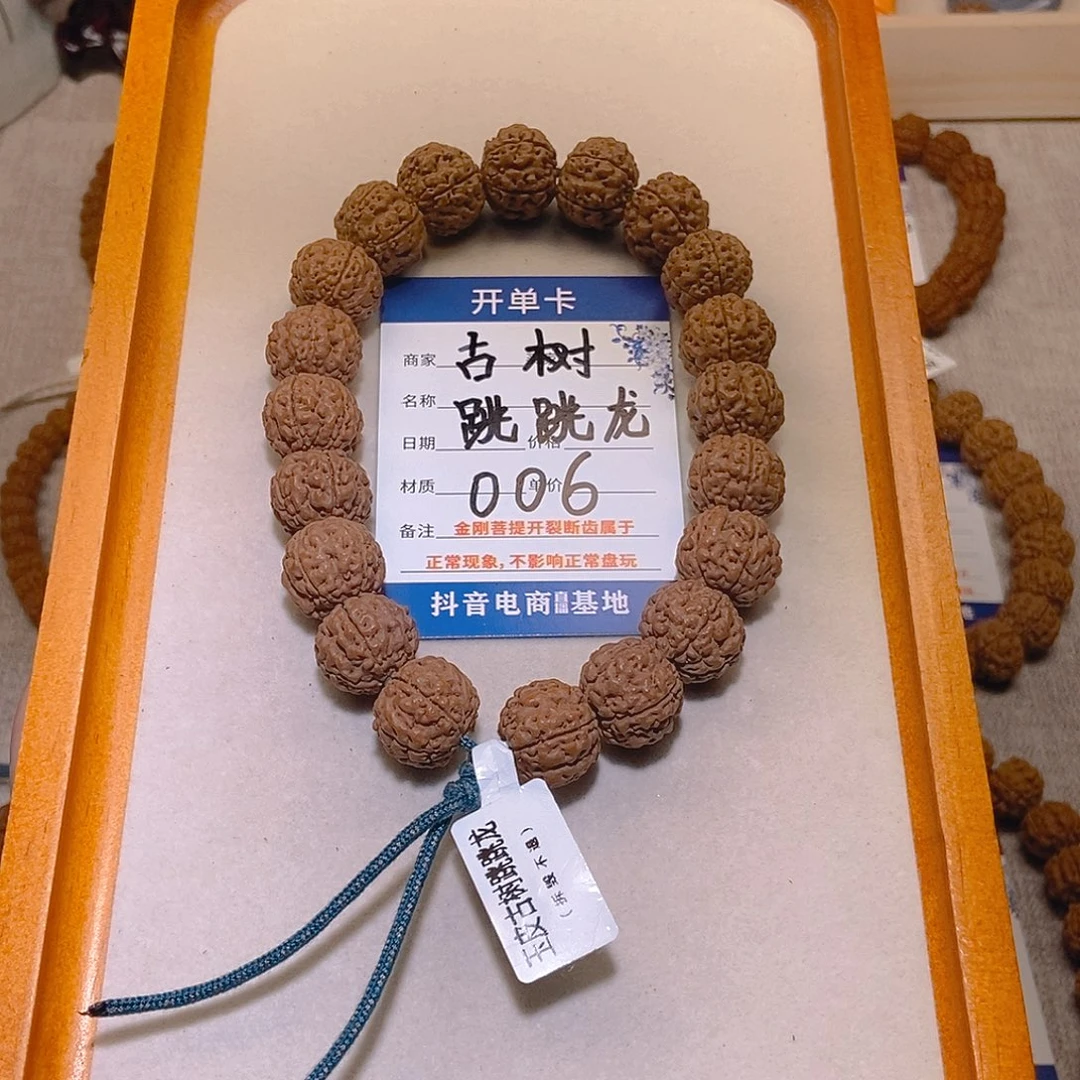 开单卡
商家 古树
名称
跳跳龙
日期 价格
材质 006 单价
备注 金刚菩提开裂断齿属于
正常现象,不影响正常盘玩
抖音电商直播基地